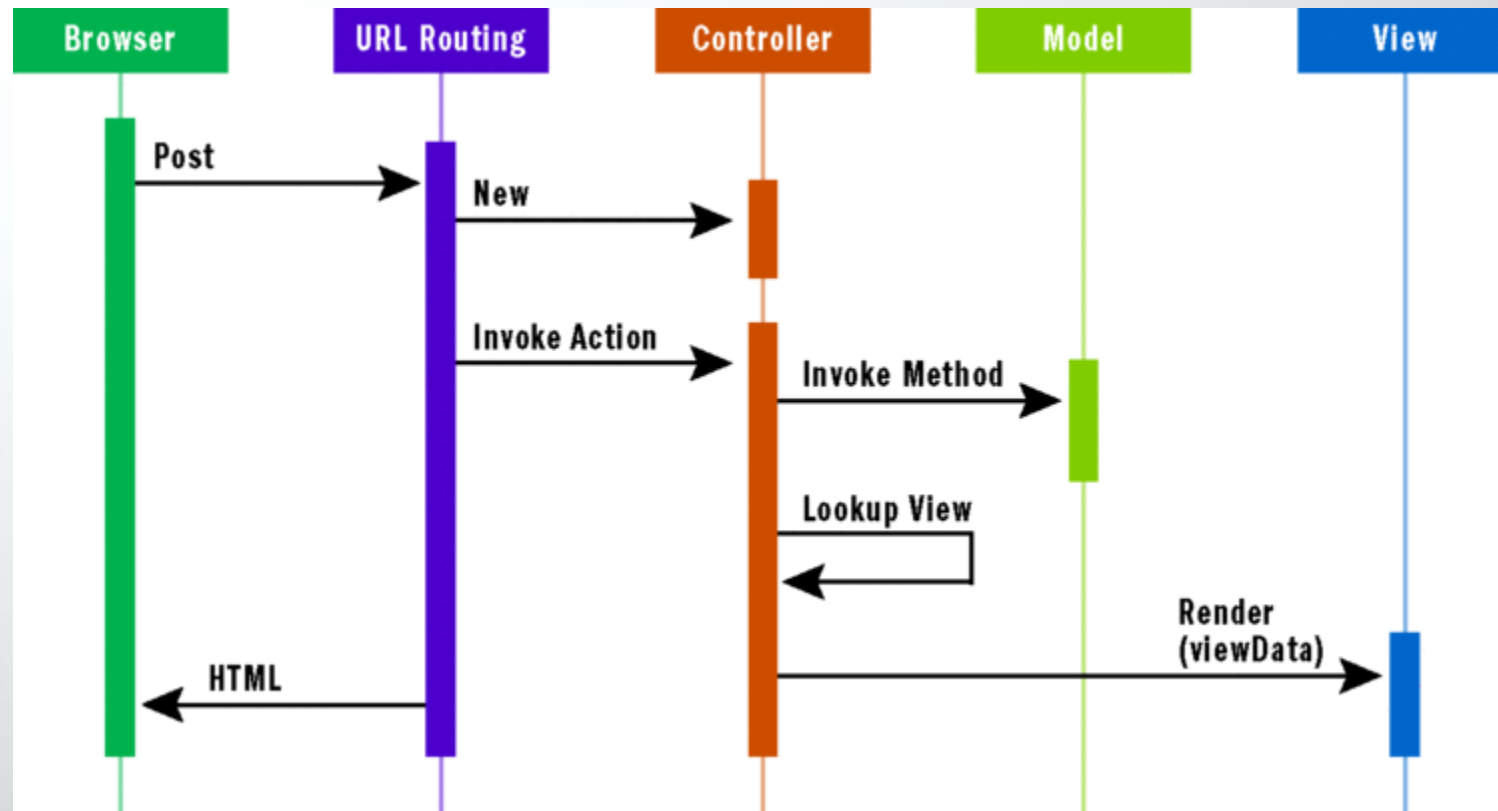 Browser
URL Routing
Controller
Model
View
Post
New
Invoke Action
Invoke Method
Lookup View
Render
(viewData)
HTML